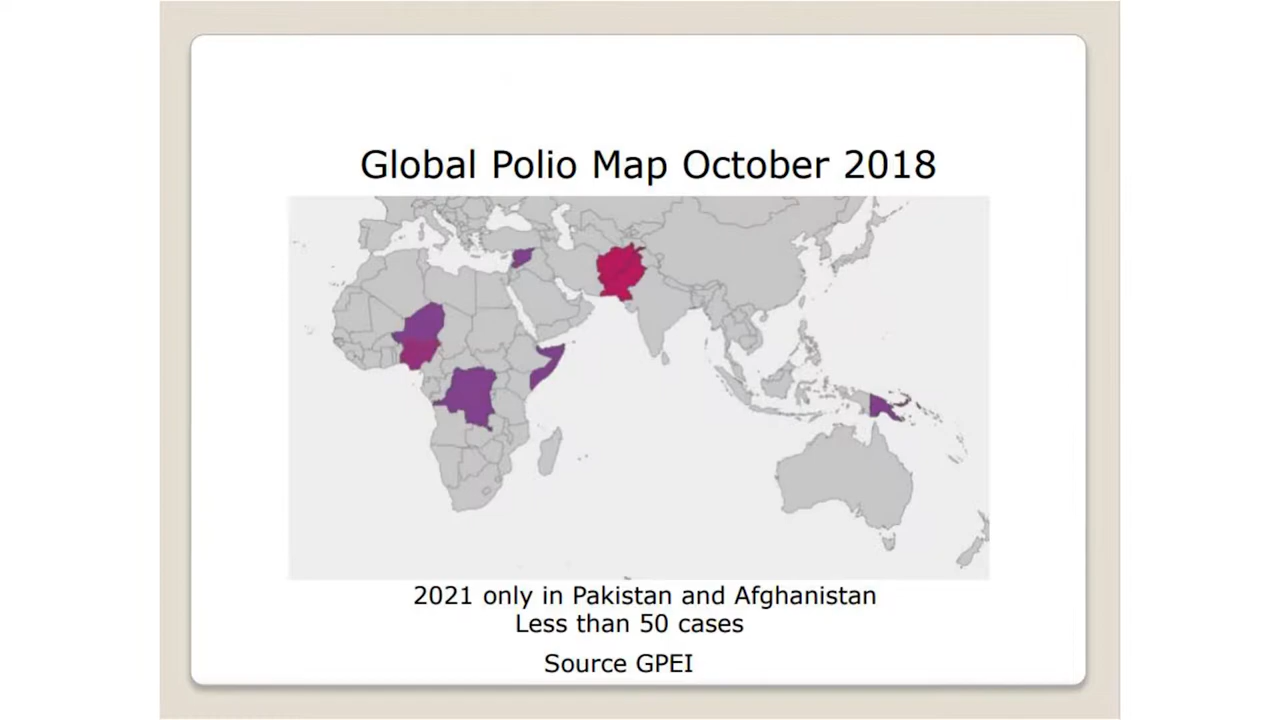 Global Polio Map October 2018
2021 only in Pakistan and Afghanistan
Less than 50 cases
Source GPEI